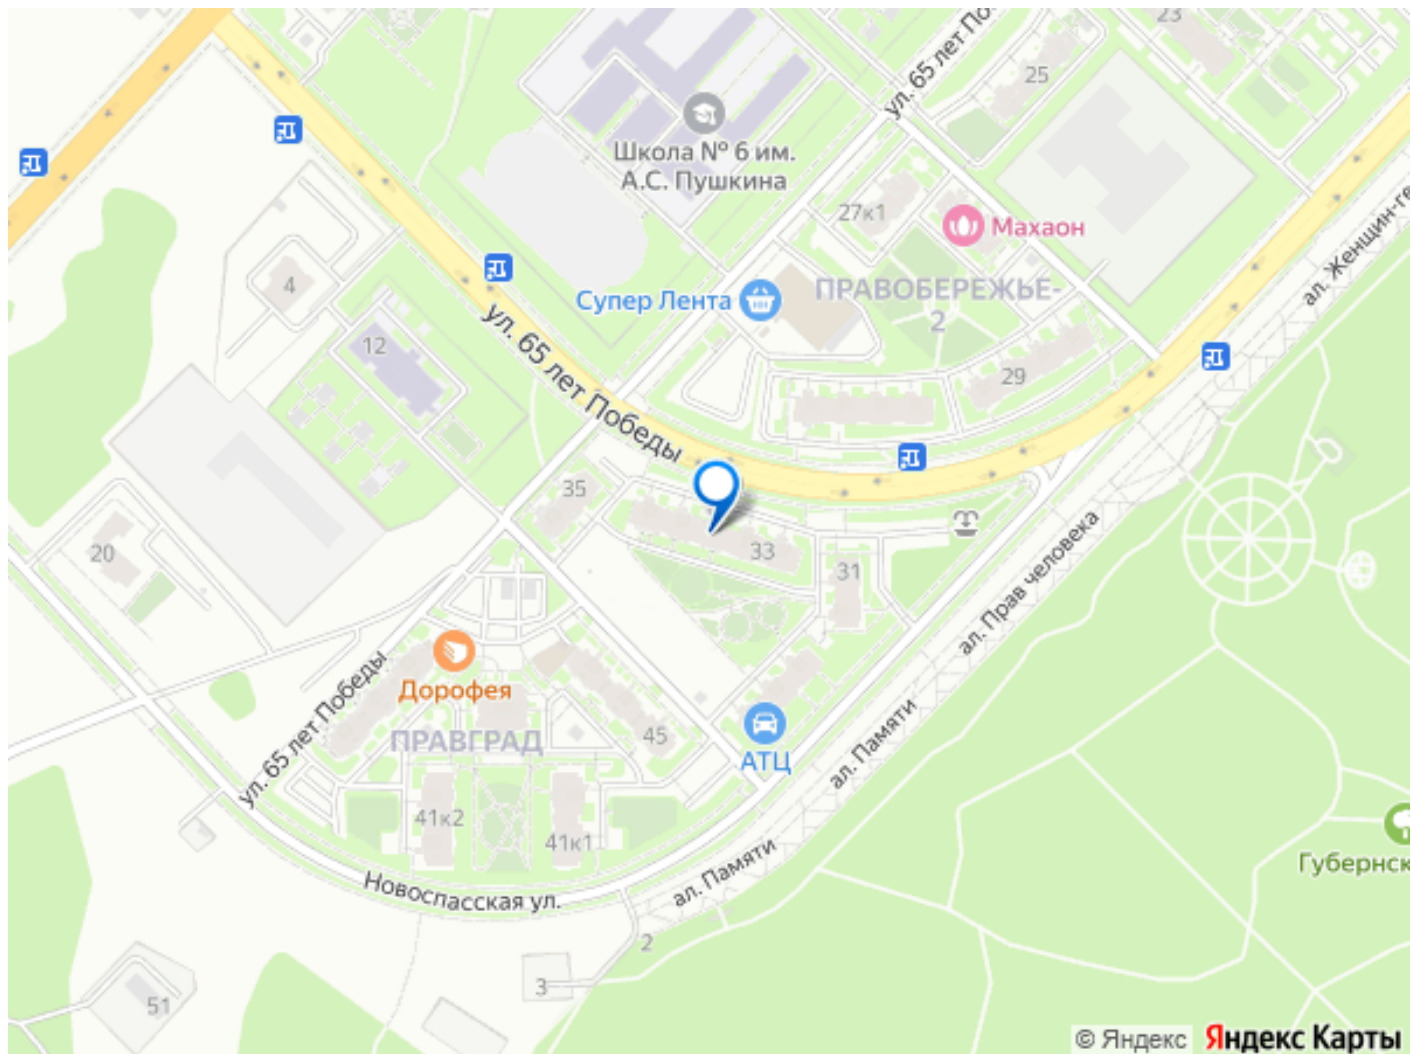 23
ул. 65 лет По
25
Школа № 6 им.
А.С. Пушкина
27к1
Махаон
ал. Женщин-ге
4
Супер Лента
ПРАВОБЕРЕЖЬЕ-
2
12
ул. 65 лет Победы
29
35
33
31
20
ал. Прав человека
Дорофея
ул. 65 лет Победы
ПРАВГРАД
45
АТЦ
ал. Памяти
41к2
41к1
Губернск
Новоспасская ул.
ал. Памяти
2
3
51
© Яндекс
Яндекс Карты